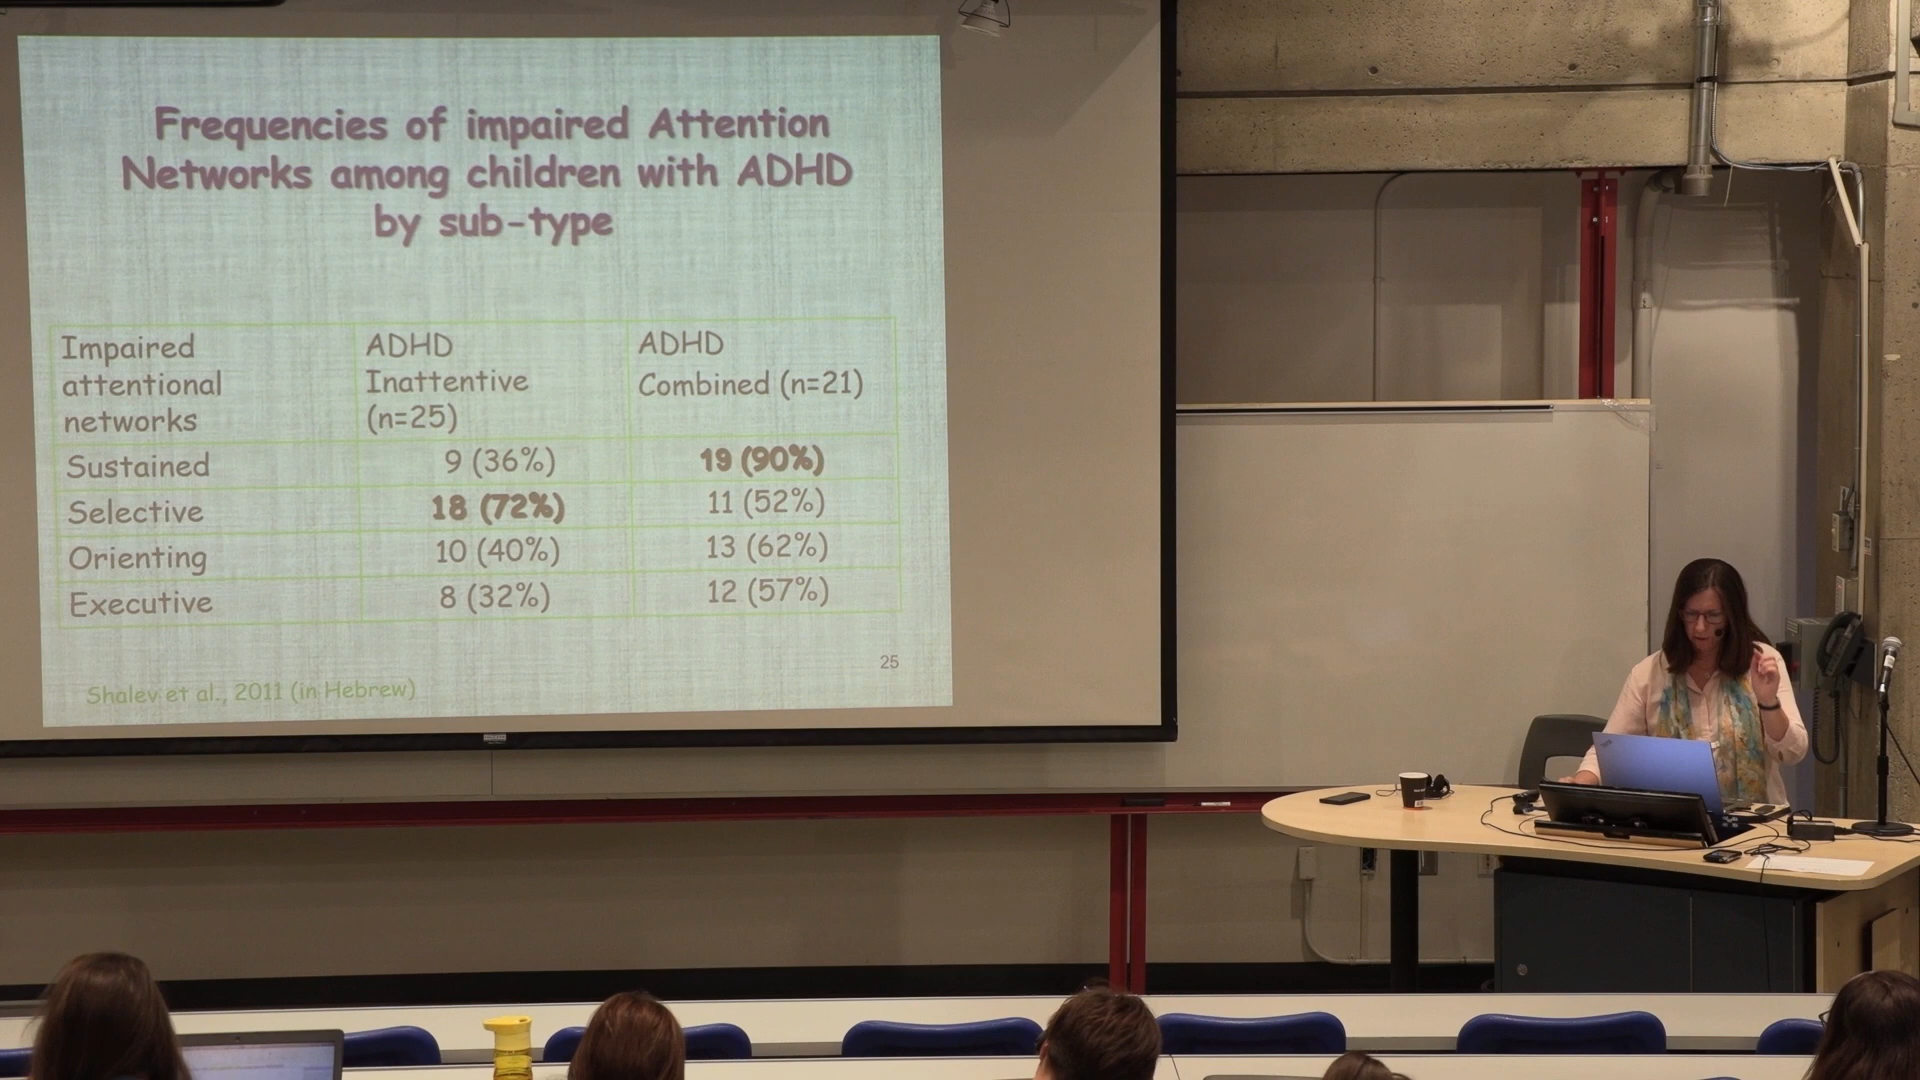 Frequencies of impaired Attention
Networks among children with ADHD
by sub-type
Impaired
attentional
networks
ADHD
Inattentive
(n=25)
ADHD
Combined (n=21)
Sustained
9 (36%)
19 (90%)
Selective
18 (72%)
11 (52%)
Orienting
10 (40%)
13 (62%)
Executive
8 (32%)
12 (57%)
25
Shalev et al., 2011 (in Hebrew)